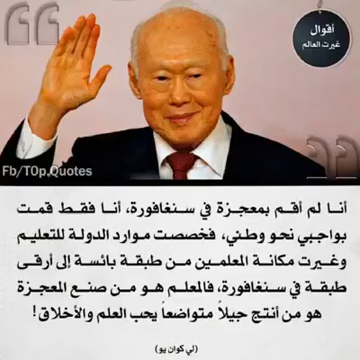 أقوال
غيرت العالم
Fb/T0p.Quotes
أنا لم أقم بمعجزة في سنغافورة، أنا فقط قمت
بواجبي نحو وطني، فخصصت موارد الدولة للتعليم
وغيرت مكانة المعلمين من طبقة بائسة إلى أرقى
طبقة في سنغافورة، فالمعلم هو من صنع المعجزة
هو من أنتج جيلاً متواضعاً يحب العلم والأخلاق!
(لي كوان يو)